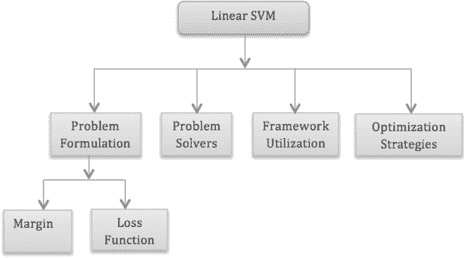 Linear SVM
Problem
Formulation
Problem
Solvers
Framework
Utilization
Optimization
Strategies
Margin
Loss
Function